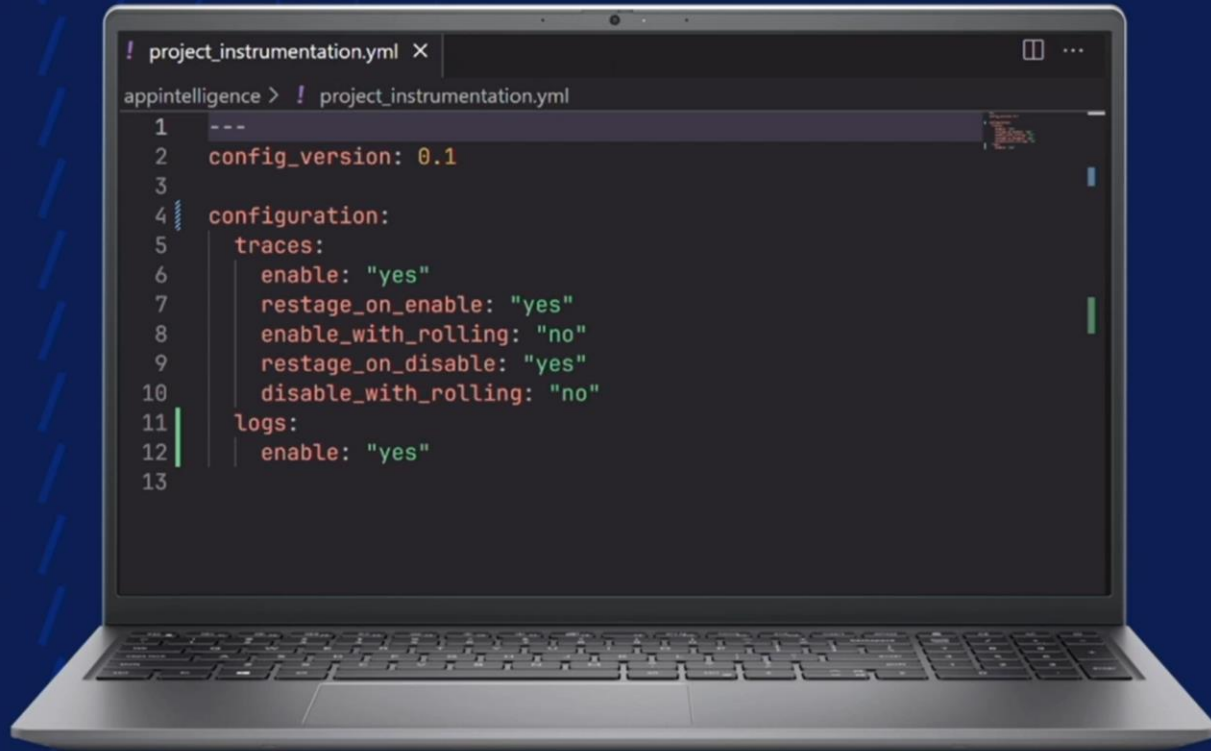 ! project_instrumentation.yml ×
appintelligence > ! project_instrumentation.yml
1 ---
2 config_version: 0.1
3
4 configuration:
5 traces:
6 enable: "yes"
7 restage_on_enable: "yes"
8 enable_with_rolling: "no"
9 restage_on_disable: "yes"
10 disable_with_rolling: "no"
11 logs:
12 enable: "yes"
13